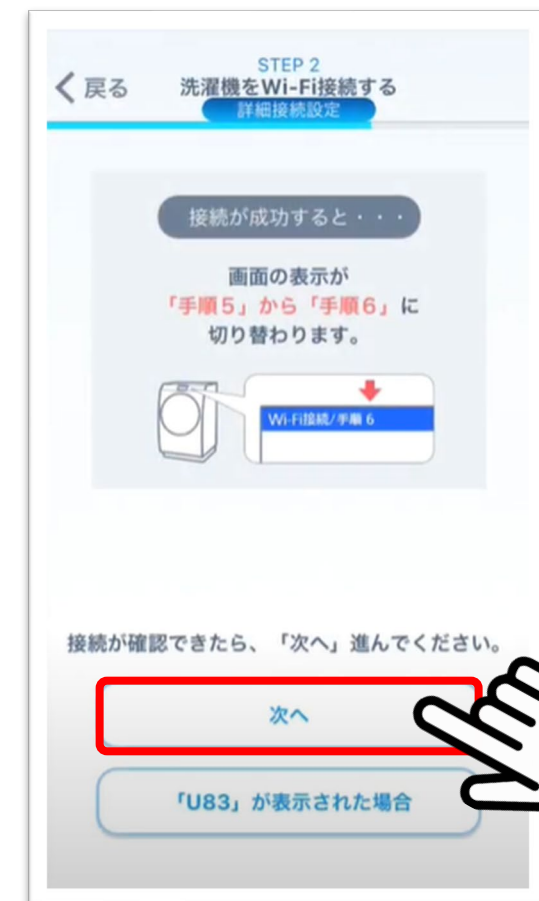 STEP 2
戻る
洗濯機をWi-Fi接続する
詳細接続設定
接続が成功すると・・・
画面の表示が
「手順5」から「手順6」に
切り替わります。
Wi-Fi接続/手順 6
接続が確認できたら、「次へ」進んでください。
次へ
「U83」が表示された場合